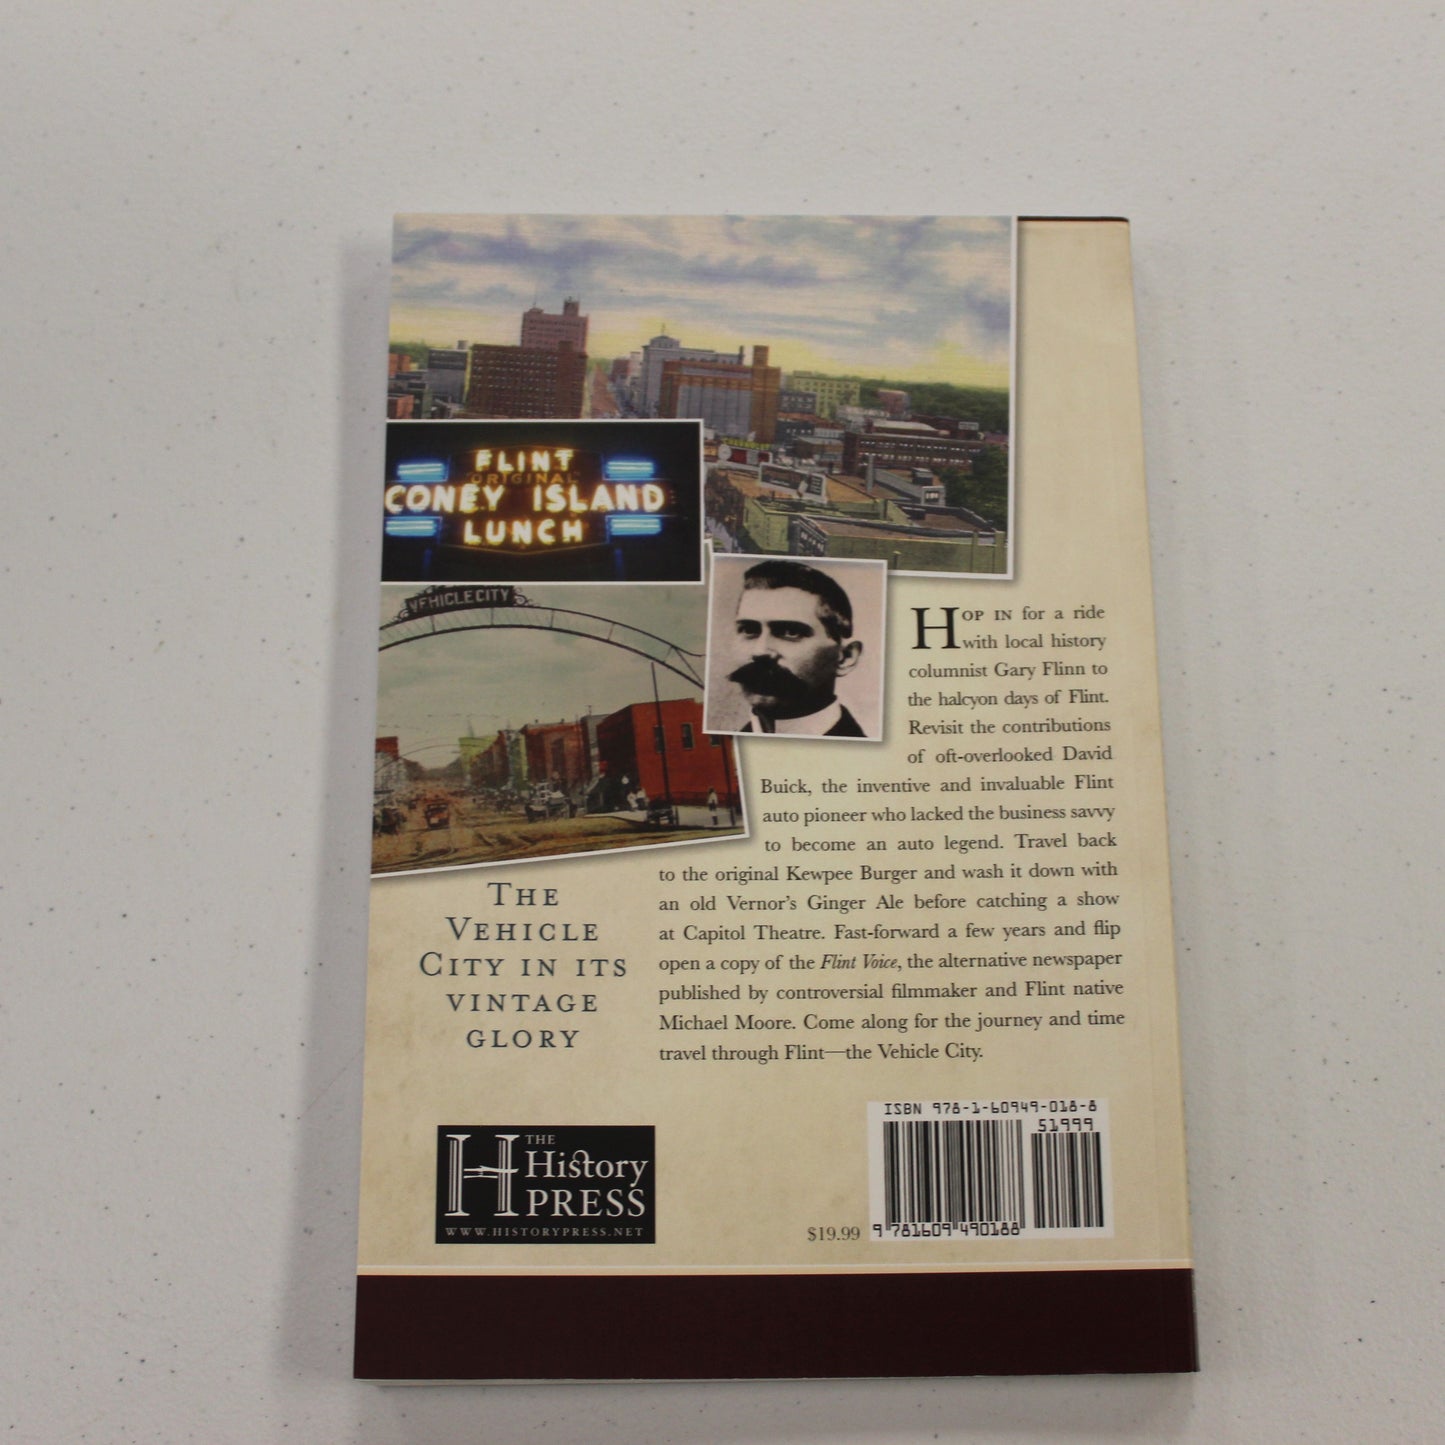 FLINT
ORIGINAL
CONEY ISLAND
LUNCH
CHEVROLET
VEHICLE CITY
HOP IN for a ride
with local history
columnist Gary Flinn to
the halcyon days of Flint.
Revisit the contributions
of oft-overlooked David
Buick, the inventive and invaluable Flint
auto pioneer who lacked the business savvy
to become an auto legend. Travel back
to the original Kewpee Burger and wash it down with
an old Vernor's Ginger Ale before catching a show
at Capitol Theatre. Fast-forward a few years and flip
open a copy of the Flint Voice, the alternative newspaper
published by controversial filmmaker and Flint native
Michael Moore. Come along for the journey and time
travel through Flint—the Vehicle City.
THE
VEHICLE
CITY IN ITS
VINTAGE
GLORY
H THE
History
PRESS
WWW.HISTORYPRESS.NET
ISBN 978-1-60949-018-8
51999
$19.99
9 781609 490188